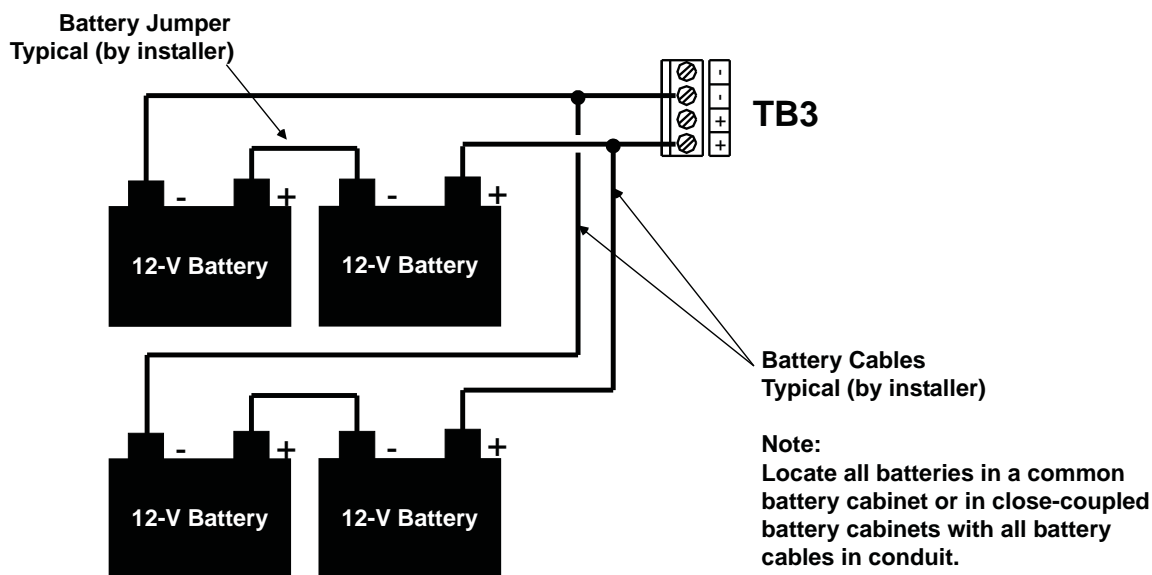 Battery Jumper
Typical (by installer)
-
-
+
+
TB3
- + - +
12-V Battery 12-V Battery
Battery Cables
Typical (by installer)
- + - +
12-V Battery 12-V Battery
Note:
Locate all batteries in a common
battery cabinet or in close-coupled
battery cabinets with all battery
cables in conduit.